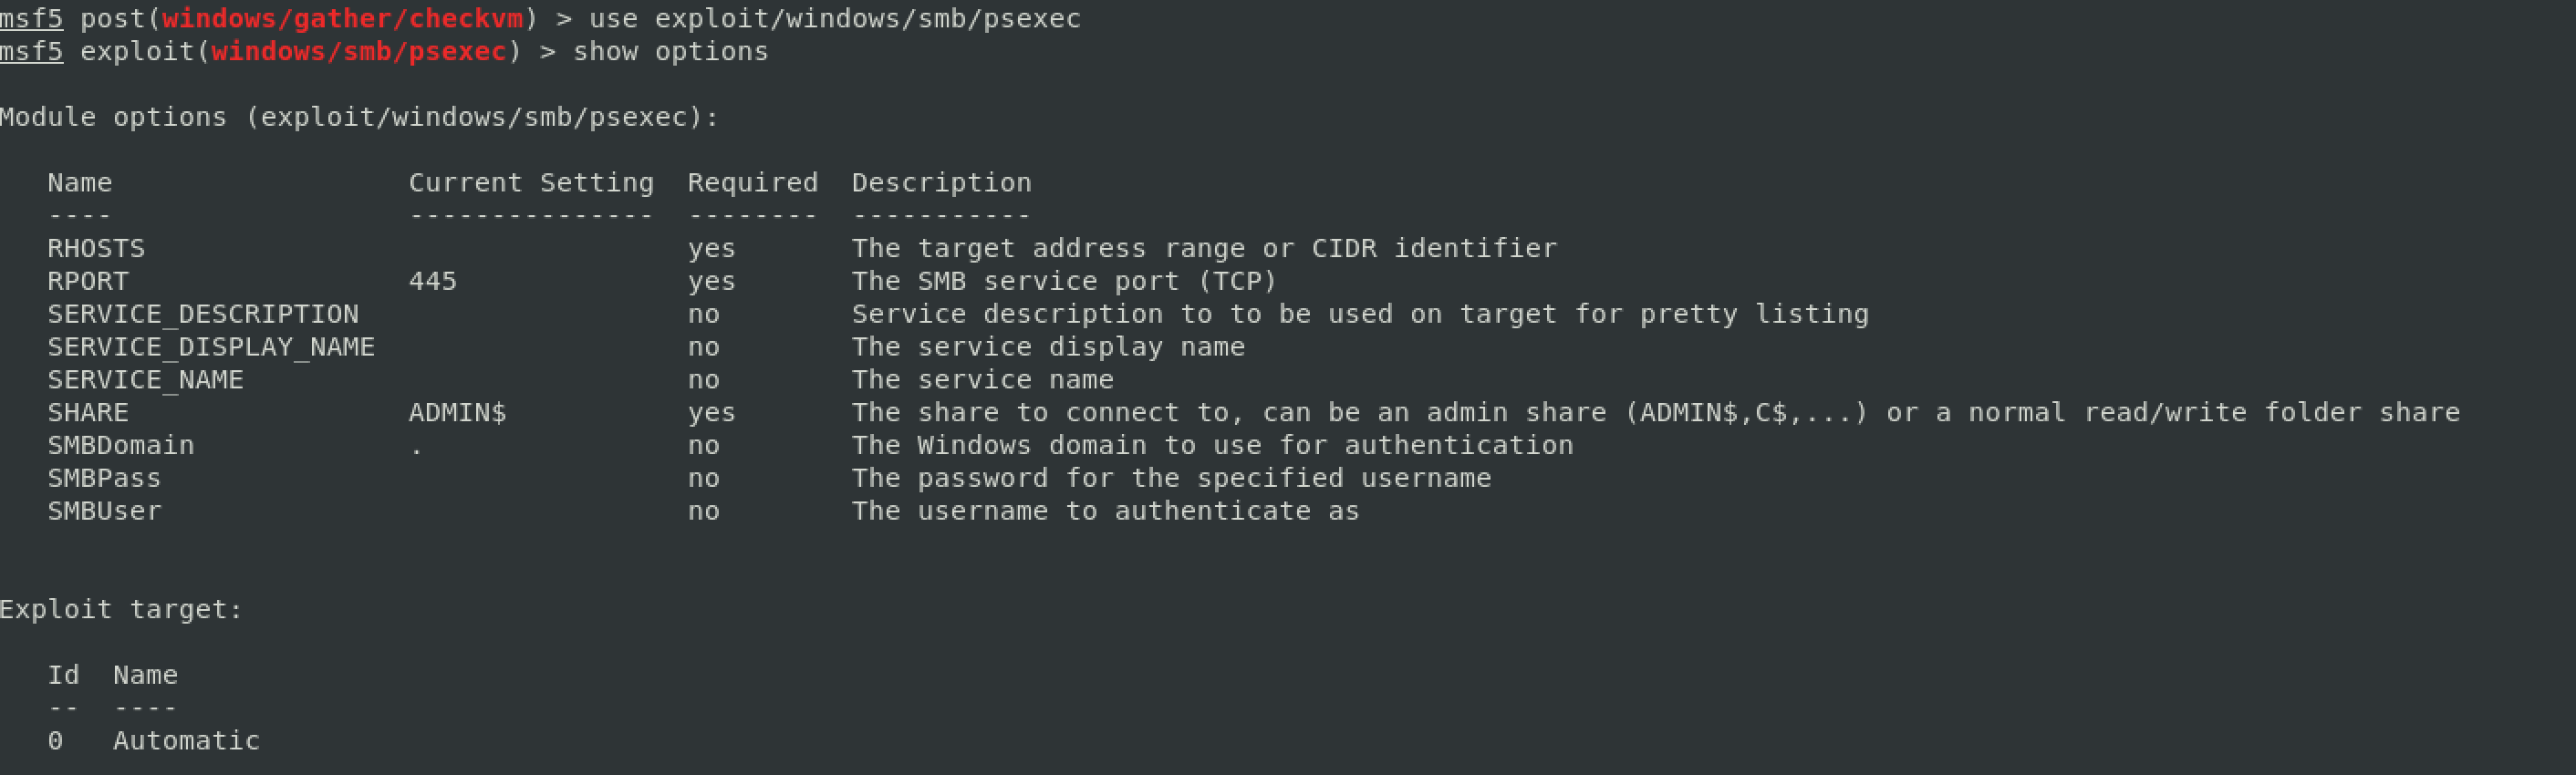 msf5 post(windows/gather/checkvm) > use exploit/windows/smb/psexec
msf5 exploit(windows/smb/psexec) > show options
Module options (exploit/windows/smb/psexec):
Name Current Setting Required Description
---- --------------- -------- -----------
RHOSTS yes The target address range or CIDR identifier
RPORT 445 yes The SMB service port (TCP)
SERVICE_DESCRIPTION no Service description to to be used on target for pretty listing
SERVICE_DISPLAY_NAME no The service display name
SERVICE_NAME no The service name
SHARE ADMIN$ yes The share to connect to, can be an admin share (ADMIN$,C$,...) or a normal read/write folder share
SMBDomain . no The Windows domain to use for authentication
SMBPass no The password for the specified username
SMBUser no The username to authenticate as
Exploit target:
Id Name
-- ----
0 Automatic